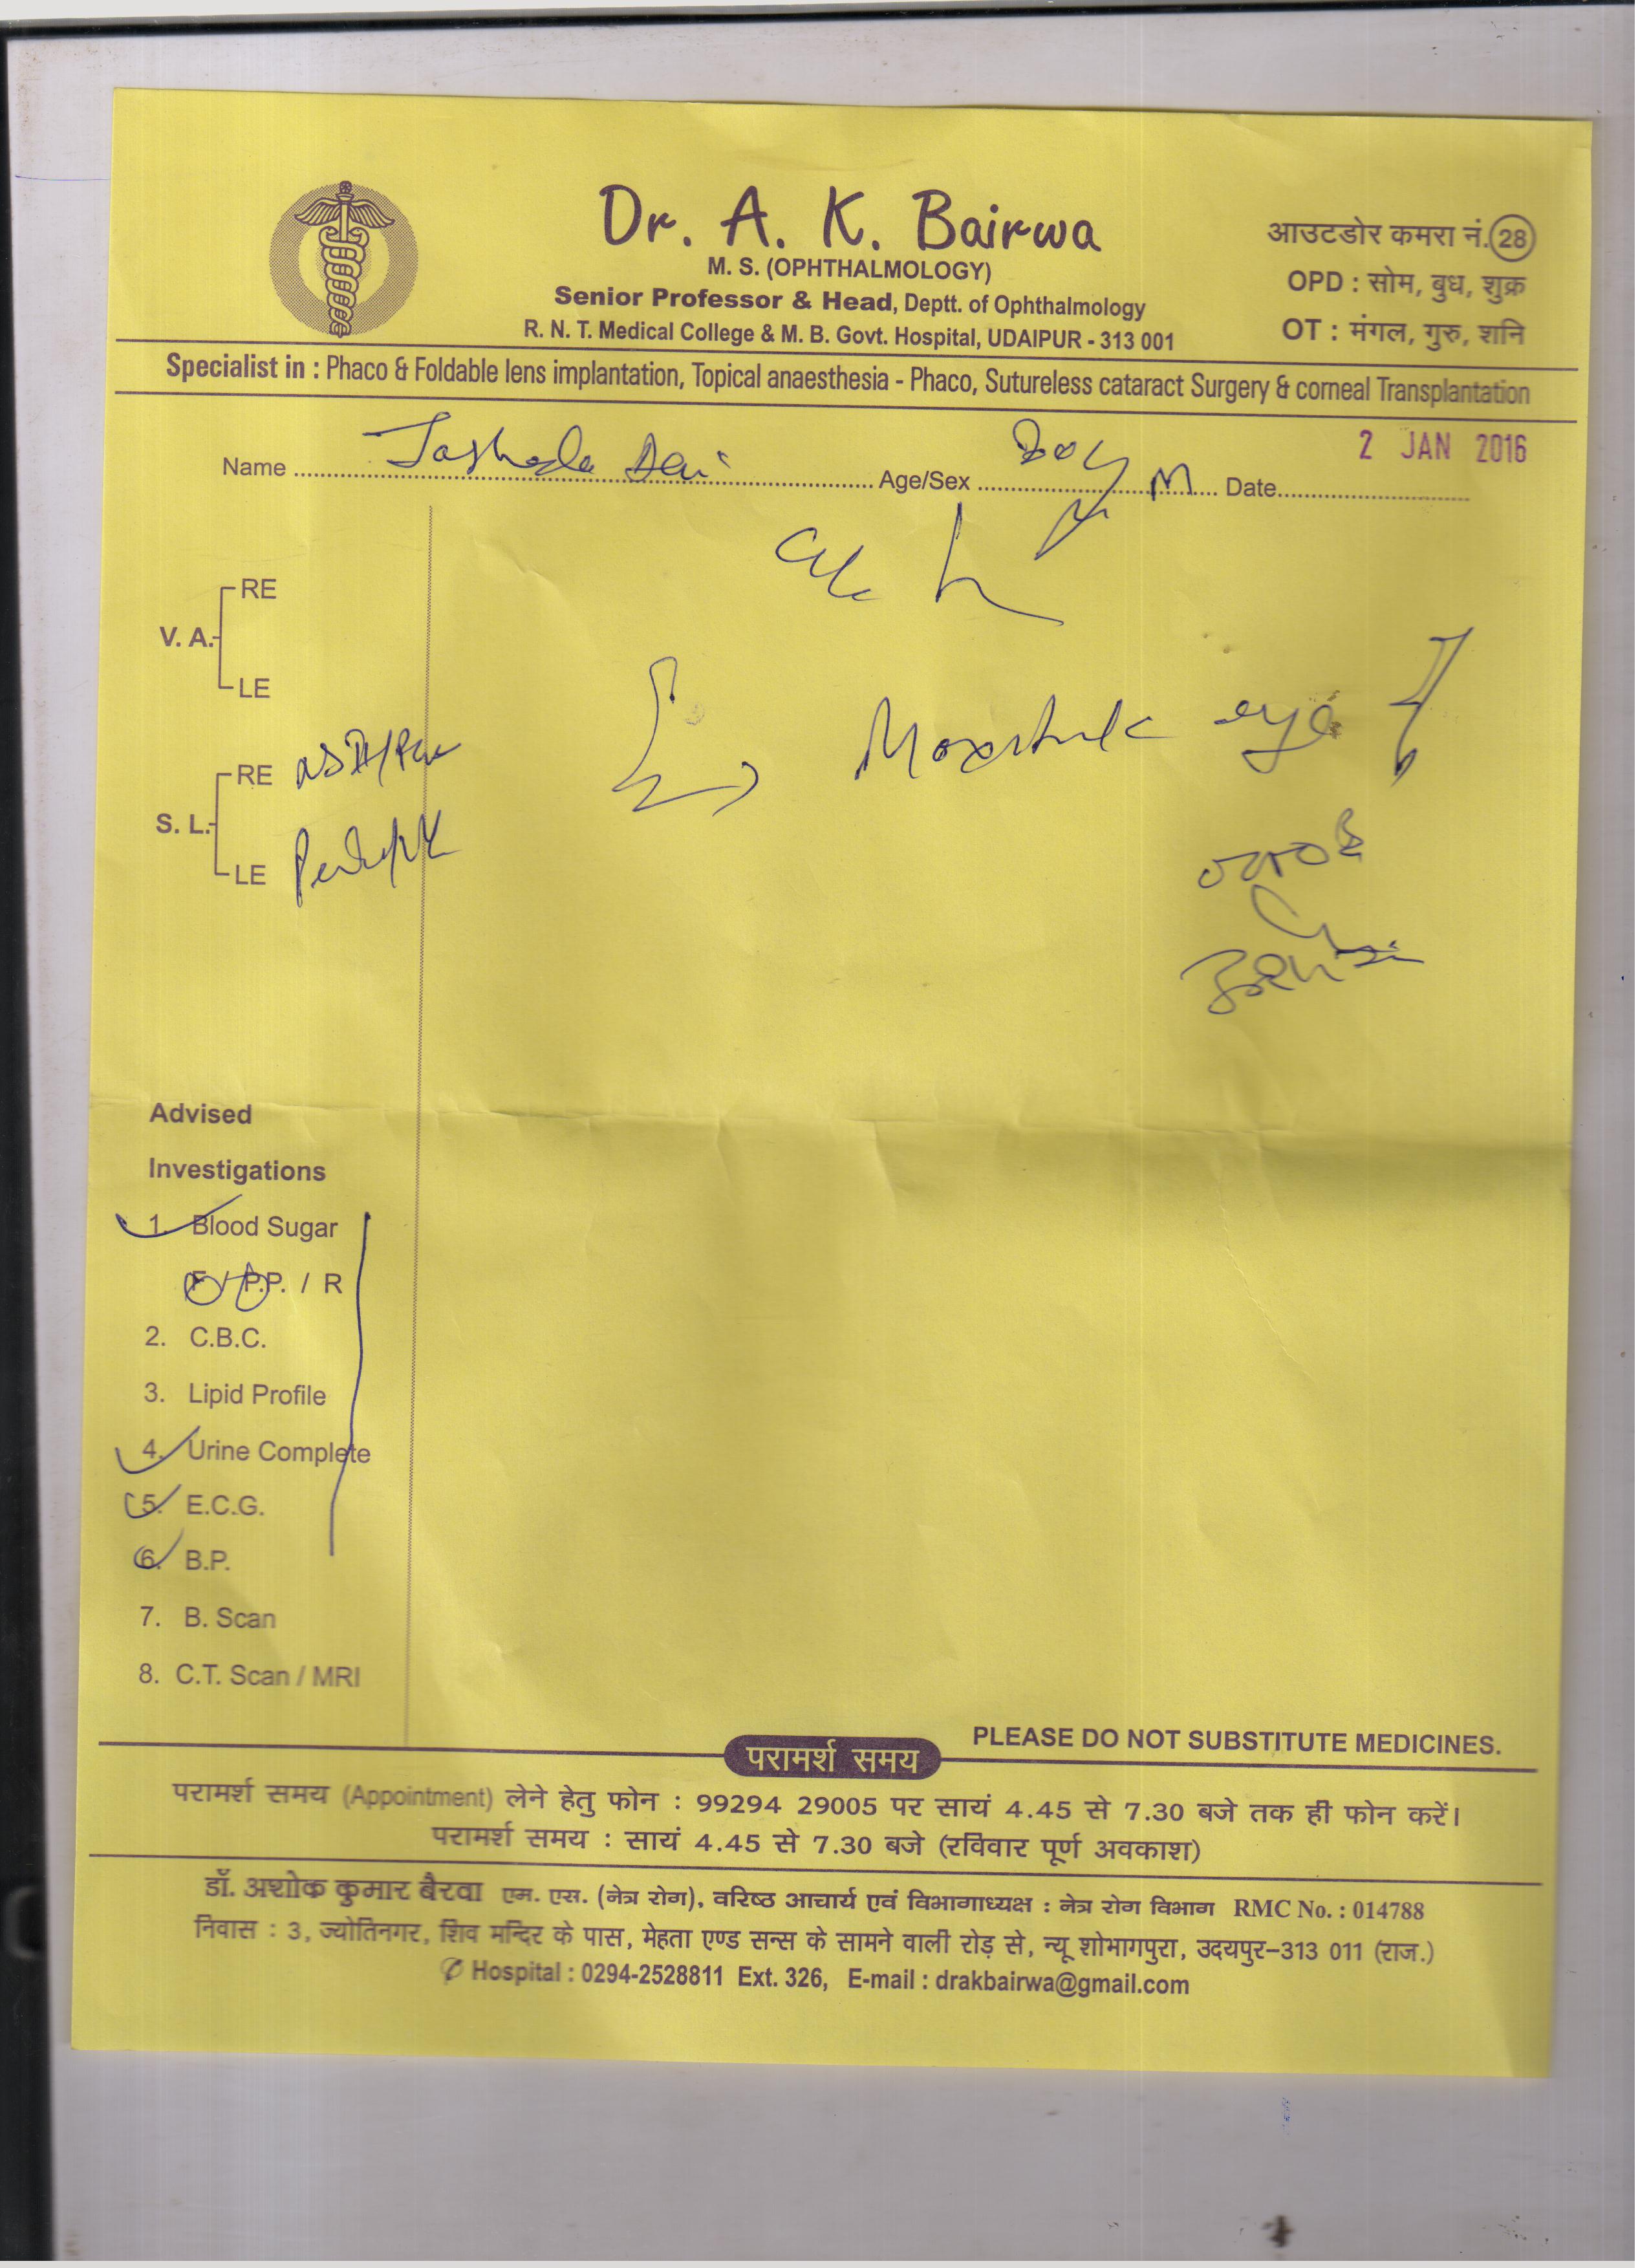 Dr. A. K. Bairwa
M. S. (OPHTHALMOLOGY)
Senior Professor & Head, Deptt. of Ophthalmology
R. N. T. Medical College & M. B. Govt. Hospital, UDAIPUR - 313 001
आउटडोर कमरा नं. 28
OPD : सोम, बुध, शुक्र
OT : मंगल, गुरु, शनि
Specialist in : Phaco & Foldable lens implantation, Topical anaesthesia - Phaco, Sutureless cataract Surgery & corneal Transplantation
2 JAN 2016
Name Jashoda Devi Age/Sex M Date
V. A.
RE
LE
eye
S. L.
RE
LE
Advised
Investigations
1. Blood Sugar
F / P.P. / R
2. C.B.C.
3. Lipid Profile
4. Urine Complete
5. E.C.G.
6. B.P.
7. B. Scan
8. C.T. Scan / MRI
PLEASE DO NOT SUBSTITUTE MEDICINES.
परामर्श समय
परामर्श समय (Appointment) लेने हेतु फोन : 99294 29005 पर सायं 4.45 से 7.30 बजे तक ही फोन करें।
परामर्श समय : सायं 4.45 से 7.30 बजे (रविवार पूर्ण अवकाश)
डॉ. अशोक कुमार बैरवा एम. एस. (नेत्र रोग), वरिष्ठ आचार्य एवं विभागाध्यक्ष : नेत्र रोग विभाग RMC No. : 014788
निवास : 3, ज्योतिनगर, शिव मन्दिर के पास, मेहता एण्ड सन्स के सामने वाली रोड़ से, न्यू शोभागपुरा, उदयपुर–313 011 (राज.)
✆ Hospital : 0294-2528811 Ext. 326, E-mail : drakbairwa@gmail.com